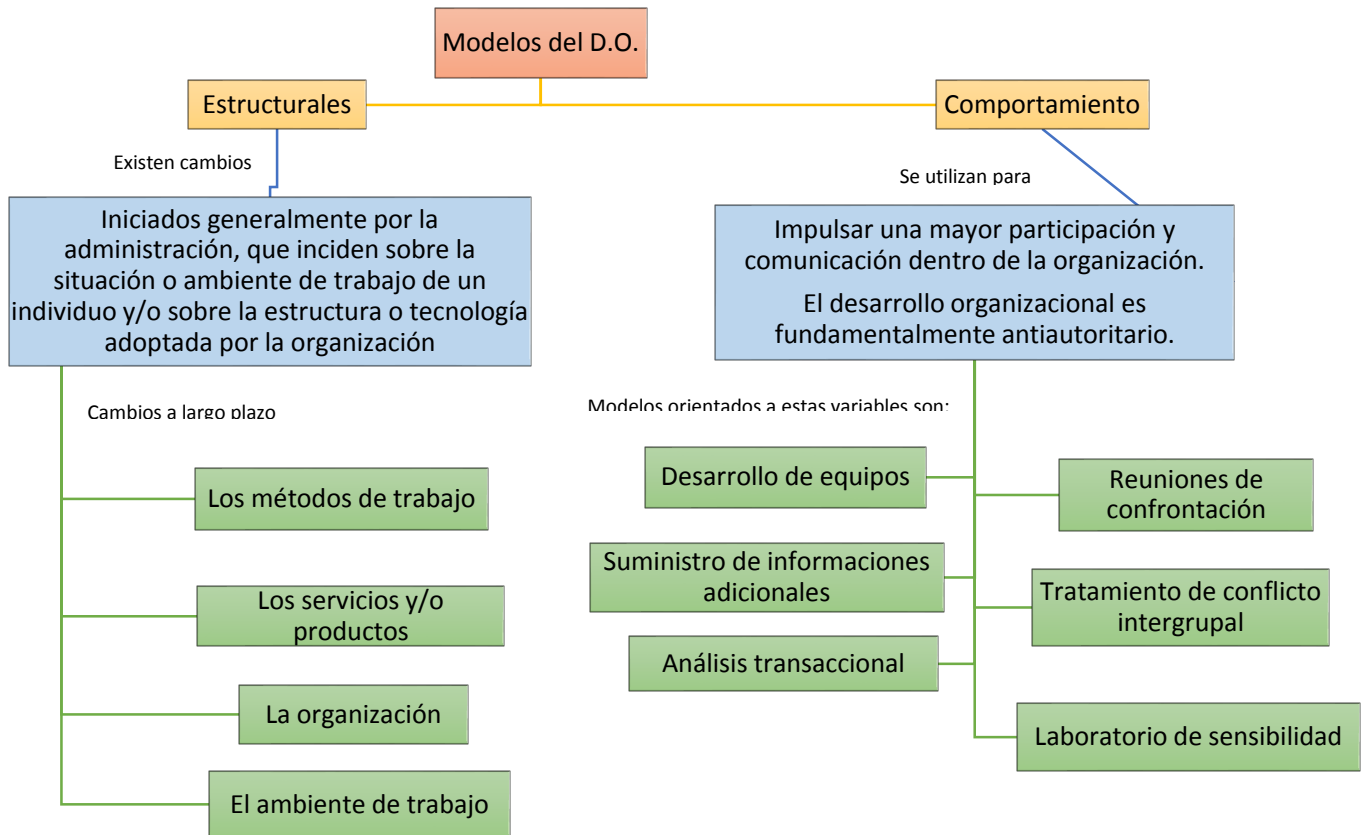 Modelos del D.O.
Estructurales
Comportamiento
Existen cambios
Se utilizan para
Iniciados generalmente por la
administración, que inciden sobre la
situación o ambiente de trabajo de un
individuo y/o sobre la estructura o tecnología
adoptada por la organización
Impulsar una mayor participación y
comunicación dentro de la organización.
El desarrollo organizacional es
fundamentalmente antiautoritario.
Cambios a largo plazo
Los métodos de trabajo
Los servicios y/o
productos
La organización
El ambiente de trabajo
Modelos orientados a estas variables son:
Desarrollo de equipos
Reuniones de
confrontación
Suministro de informaciones
adicionales
Tratamiento de conflicto
intergrupal
Análisis transaccional
Laboratorio de sensibilidad